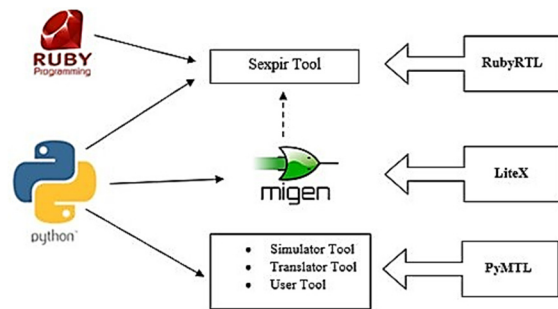 RUBY
Programming
Sexpir Tool
RubyRTL
python
migen
LiteX
• Simulator Tool
• Translator Tool
• User Tool
PyMTL